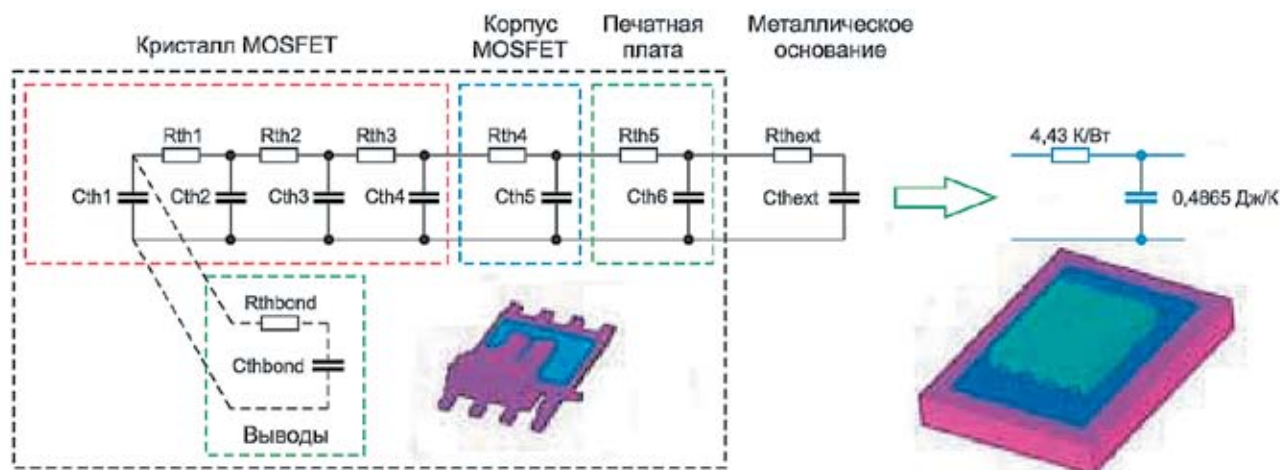 Кристалл MOSFET
Корпус
MOSFET
Печатная
плата
Металлическое
основание
Rth1
Rth2
Rth3
Rth4
Rth5
Rthext
4,43 К/Вт
Cth1
Cth2
Cth3
Cth4
Cth5
Cth6
Cthext
0,4865 Дж/К
Rthbond
Cthbond
Выводы